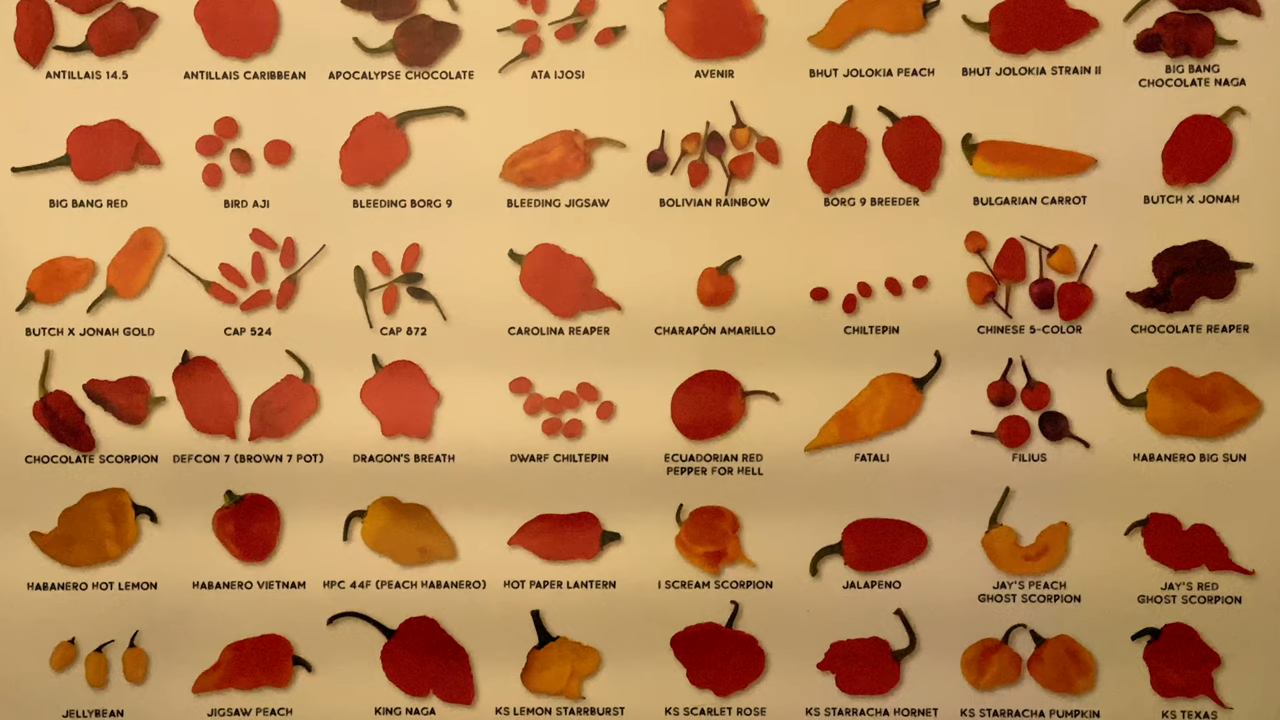 ANTILLAIS 14.5
ANTILLAIS CARIBBEAN
APOCALYPSE CHOCOLATE
ATA IJOSI
AVENIR
BHUT JOLOKIA PEACH
BHUT JOLOKIA STRAIN II
BIG BANG
CHOCOLATE NAGA
BIG BANG RED
BIRD AJI
BLEEDING BORG 9
BLEEDING JIGSAW
BOLIVIAN RAINBOW
BORG 9 BREEDER
BULGARIAN CARROT
BUTCH X JONAH
BUTCH X JONAH GOLD
CAP 524
CAP 872
CAROLINA REAPER
CHARAPÓN AMARILLO
CHILTEPIN
CHINESE 5-COLOR
CHOCOLATE REAPER
CHOCOLATE SCORPION
DEFCON 7 (BROWN 7 POT)
DRAGON'S BREATH
DWARF CHILTEPIN
ECUADORIAN RED
PEPPER FOR HELL
FATALI
FILIUS
HABANERO BIG SUN
HABANERO HOT LEMON
HABANERO VIETNAM
HPC 44F (PEACH HABANERO)
HOT PAPER LANTERN
I SCREAM SCORPION
JALAPENO
JAY'S PEACH
GHOST SCORPION
JAY'S RED
GHOST SCORPION
JELLYBEAN
JIGSAW PEACH
KING NAGA
KS LEMON STARRBURST
KS SCARLET ROSE
KS STARRACHA HORNET
KS STARRACHA PUMPKIN
KS TEXAS